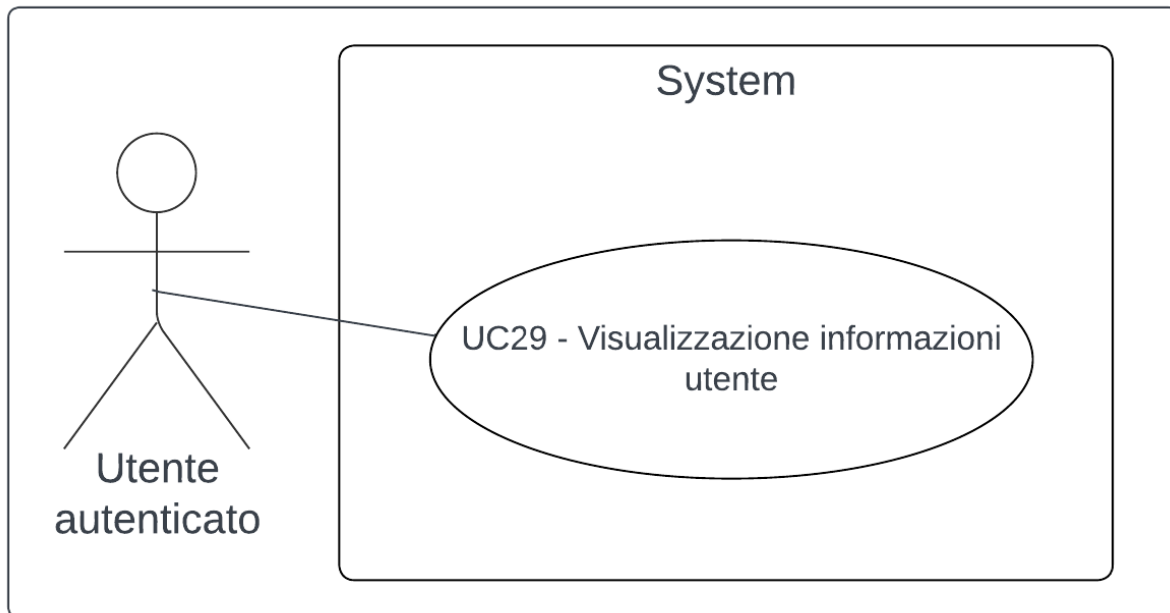 System
UC29 - Visualizzazione informazioni
utente
Utente
autenticato